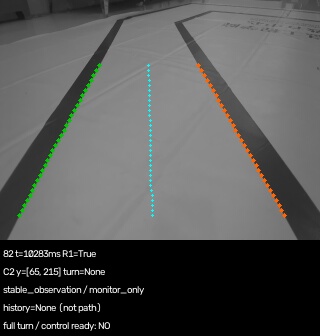 82 t=10283ms R1=True
C2 y=[65, 215] turn=None
stable_observation / monitor_only
history=None (not path)
full turn / control ready: NO